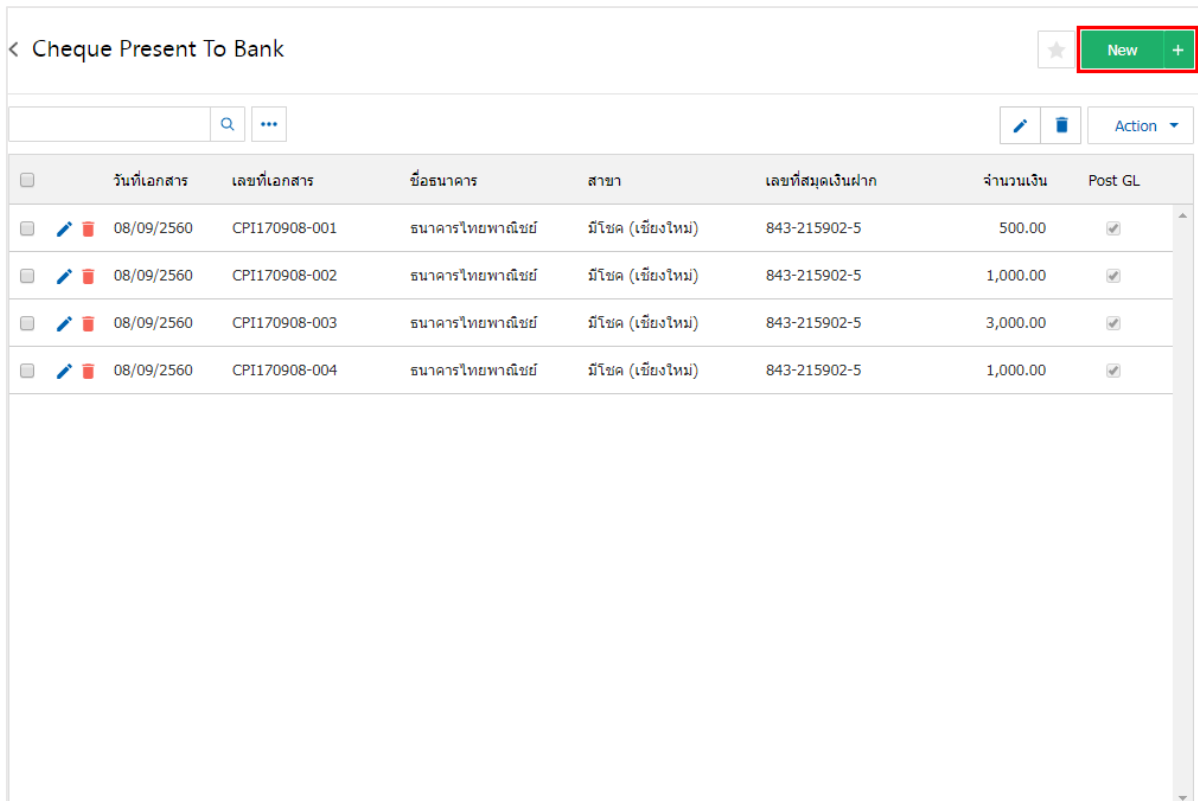 Cheque Present To Bank New +
Action
วันที่เอกสาร เลขที่เอกสาร ชื่อธนาคาร สาขา เลขที่สมุดเงินฝาก จำนวนเงิน Post GL
08/09/2560 CPI170908-001 ธนาคารไทยพาณิชย์ มีโชค (เชียงใหม่) 843-215902-5 500.00
08/09/2560 CPI170908-002 ธนาคารไทยพาณิชย์ มีโชค (เชียงใหม่) 843-215902-5 1,000.00
08/09/2560 CPI170908-003 ธนาคารไทยพาณิชย์ มีโชค (เชียงใหม่) 843-215902-5 3,000.00
08/09/2560 CPI170908-004 ธนาคารไทยพาณิชย์ มีโชค (เชียงใหม่) 843-215902-5 1,000.00